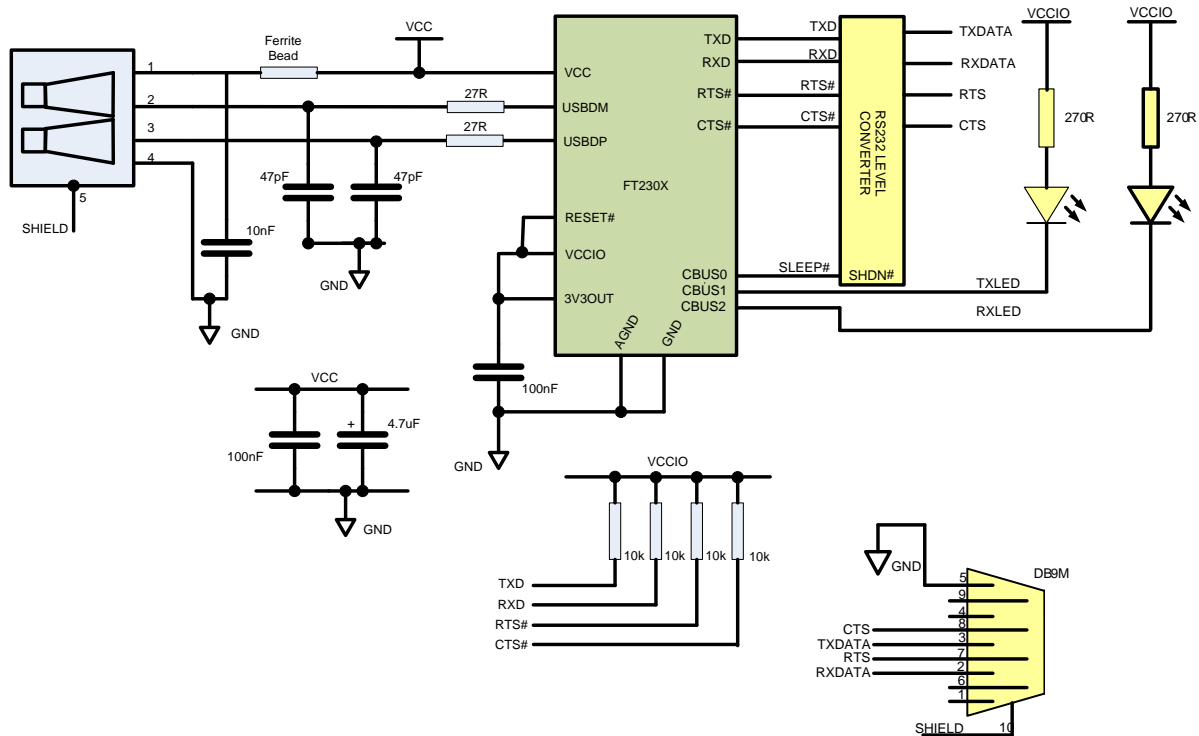 VCCIO
VCCIO
VCC
Ferrite
Bead
1
2
3
4
5
SHIELD
27R
27R
47pF
47pF
10nF
GND
GND
VCC
USBDM
USBDP
FT230X
RESET#
VCCIO
3V3OUT
AGND
GND
TXD
RXD
RTS#
CTS#
CBUS0
CBUS1
CBUS2
TXD
RXD
RTS#
CTS#
SLEEP#
RS232 LEVEL
CONVERTER
SHDN#
TXDATA
RXDATA
RTS
CTS
270R
270R
TXLED
RXLED
100nF
GND
VCC
100nF
+
4.7uF
GND
VCCIO
10k
10k
10k
10k
TXD
RXD
RTS#
CTS#
GND
DB9M
5
9
4
CTS
8
TXDATA
3
RTS
7
RXDATA
2
6
1
SHIELD
10